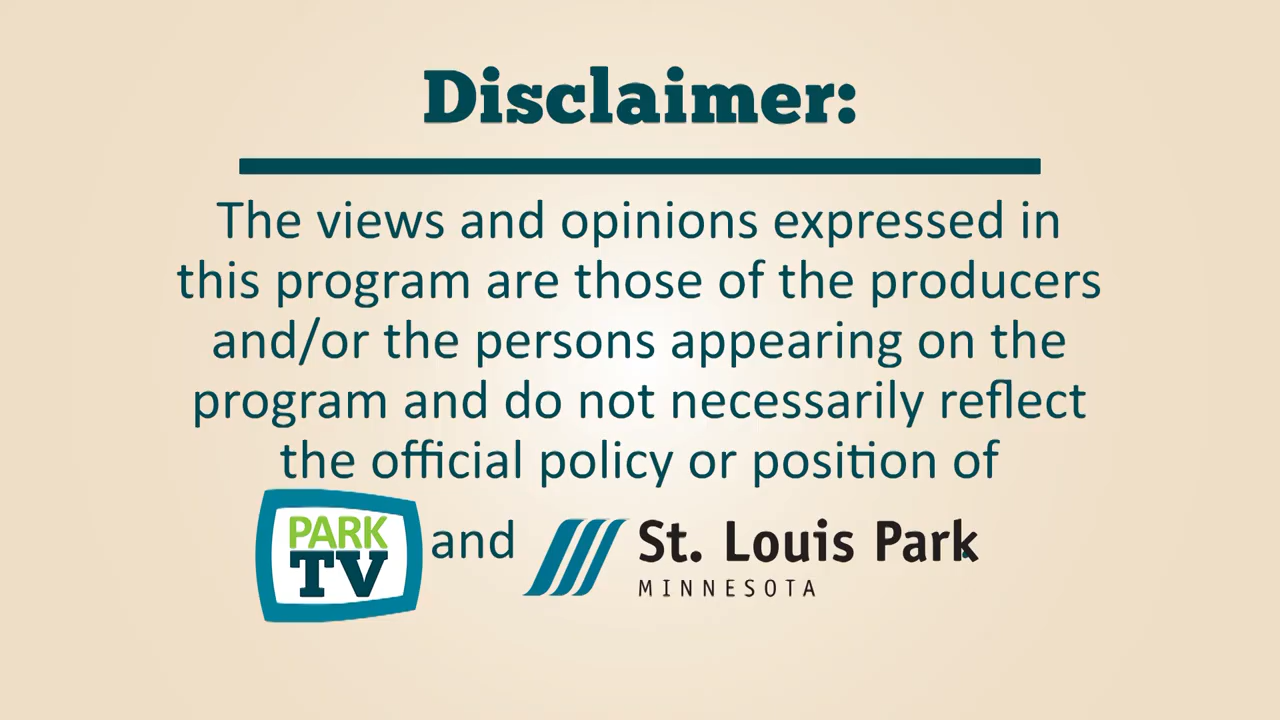 Disclaimer:
The views and opinions expressed in
this program are those of the producers
and/or the persons appearing on the
program and do not necessarily reflect
the official policy or position of
PARK
TV
and
St. Louis Park
MINNESOTA